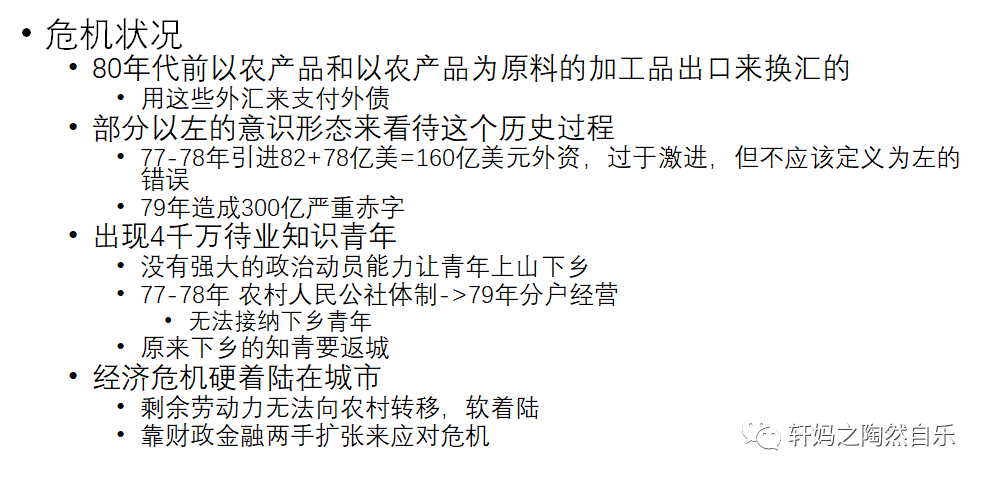 • 危机状况
• 80年代前以农产品和以农产品为原料的加工品出口来换汇的
• 用这些外汇来支付外债
• 部分以左的意识形态来看待这个历史过程
• 77-78年引进82+78亿美=160亿美元外资，过于激进，但不应该定义为左的
错误
• 79年造成300亿严重赤字
• 出现4千万待业知识青年
• 没有强大的政治动员能力让青年上山下乡
• 77-78年 农村人民公社体制->79年分户经营
• 无法接纳下乡青年
• 原来下乡的知青要返城
• 经济危机硬着陆在城市
• 剩余劳动力无法向农村转移，软着陆
• 靠财政金融两手扩张来应对危机
轩妈之陶然自乐